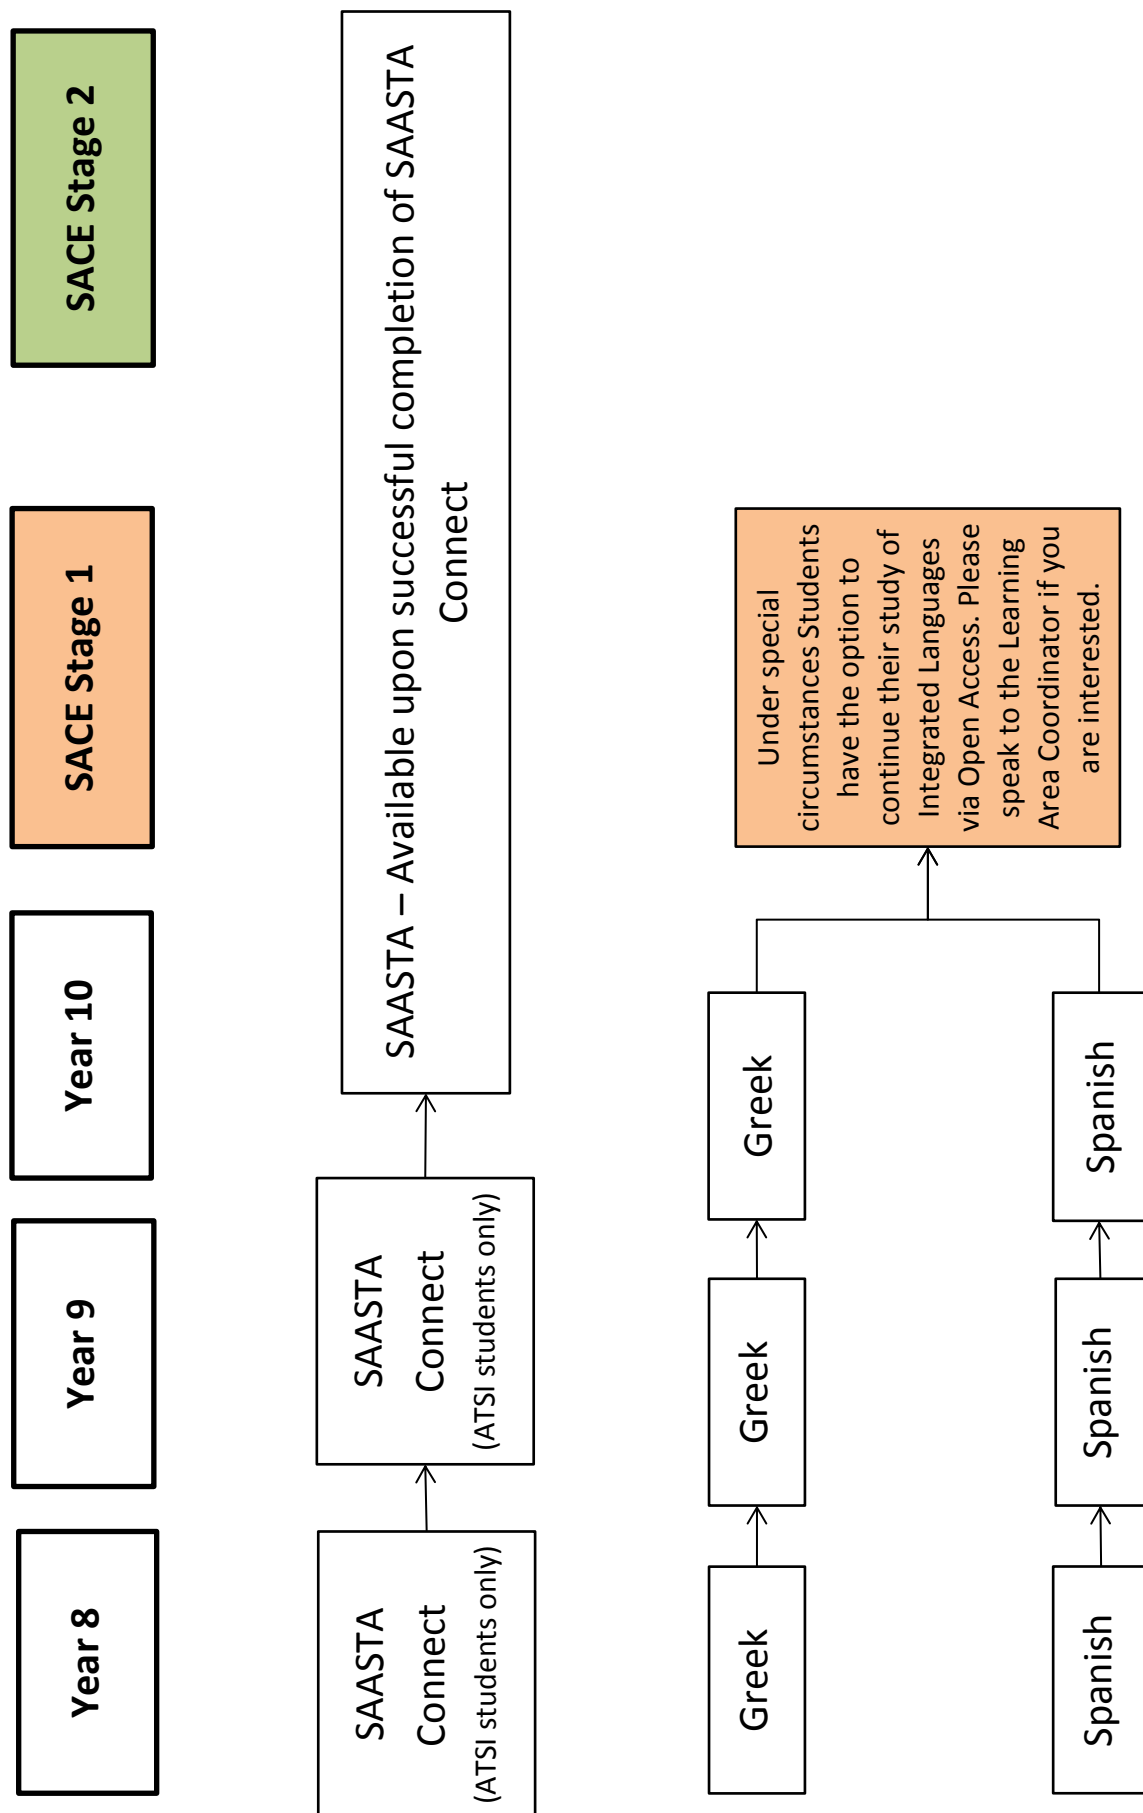 Year 8
Year 9
Year 10
SACE Stage 1
SACE Stage 2
SAASTA
Connect
(ATSI students only)
SAASTA
Connect
(ATSI students only)
SAASTA – Available upon successful completion of SAASTA
Connect
Greek
Greek
Greek
Under special
circumstances Students
have the option to
continue their study of
Integrated Languages
via Open Access. Please
speak to the Learning
Area Coordinator if you
are interested.
Spanish
Spanish
Spanish